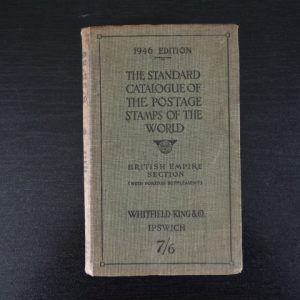 1946 EDITION
THE STANDARD
CATALOGUE OF
THE POSTAGE
STAMPS OF THE
WORLD
BRITISH EMPIRE
SECTION
(WITH FOREIGN SUPPLEMENT)
WHITFIELD KING & Co.
IPSWICH
7/6